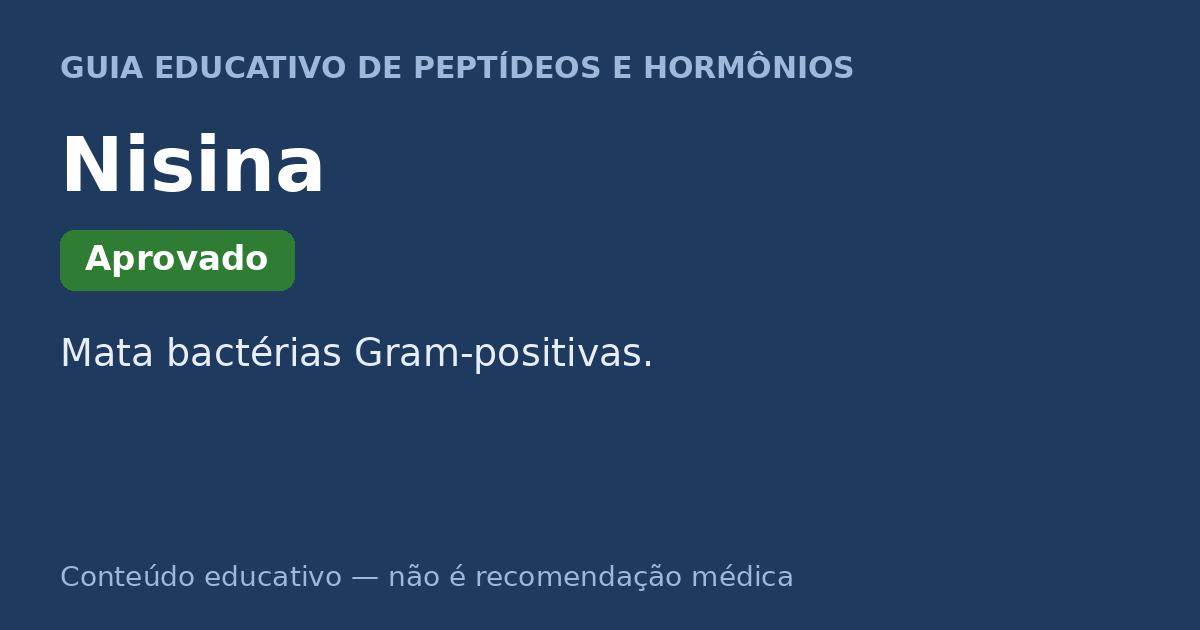 GUIA EDUCATIVO DE PEPTÍDEOS E HORMÔNIOS
Nisina
Aprovado
Mata bactérias Gram-positivas.
Conteúdo educativo — não é recomendação médica